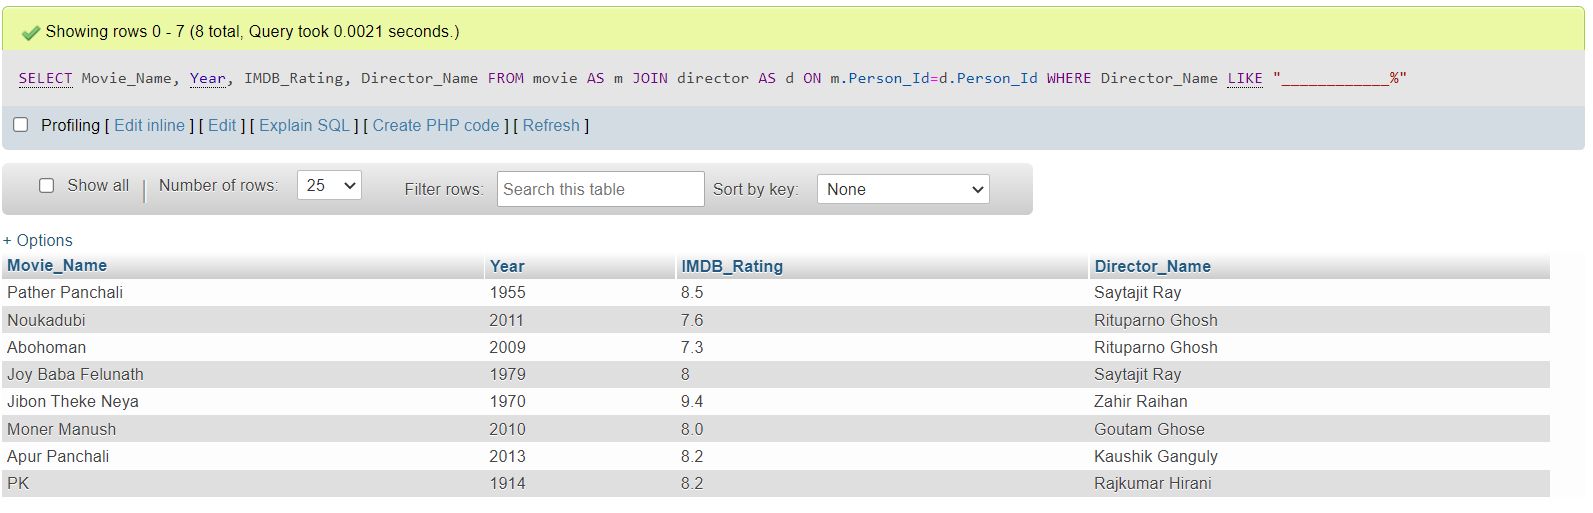 Showing rows 0 - 7 (8 total, Query took 0.0021 seconds.)
SELECT Movie_Name, Year, IMDB_Rating, Director_Name FROM movie AS m JOIN director AS d ON m.Person_Id=d.Person_Id WHERE Director_Name LIKE "____________%"
Profiling [ Edit inline ] [ Edit ] [ Explain SQL ] [ Create PHP code ] [ Refresh ]
Show all | Number of rows: 25 Filter rows: Search this table Sort by key: None
+ Options
Movie_Name Year IMDB_Rating Director_Name
Pather Panchali 1955 8.5 Saytajit Ray
Noukadubi 2011 7.6 Rituparno Ghosh
Abohoman 2009 7.3 Rituparno Ghosh
Joy Baba Felunath 1979 8 Saytajit Ray
Jibon Theke Neya 1970 9.4 Zahir Raihan
Moner Manush 2010 8.0 Goutam Ghose
Apur Panchali 2013 8.2 Kaushik Ganguly
PK 1914 8.2 Rajkumar Hirani